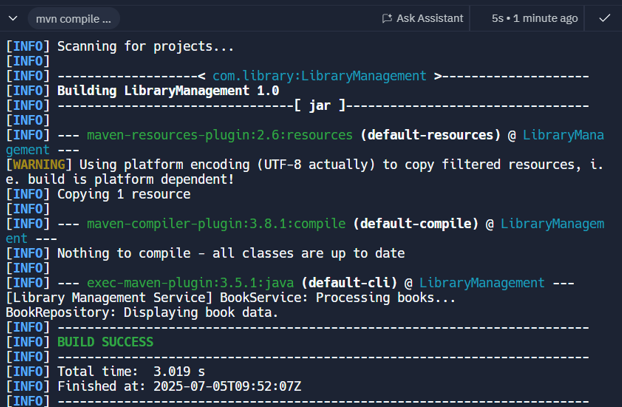 mvn compile ...
Ask Assistant
5s • 1 minute ago
[INFO] Scanning for projects...
[INFO]
[INFO] -------------------< com.library:LibraryManagement >--------------------
[INFO] Building LibraryManagement 1.0
[INFO] --------------------------------[ jar ]---------------------------------
[INFO]
[INFO] --- maven-resources-plugin:2.6:resources (default-resources) @ LibraryMana
gement ---
[WARNING] Using platform encoding (UTF-8 actually) to copy filtered resources, i.
e. build is platform dependent!
[INFO] Copying 1 resource
[INFO]
[INFO] --- maven-compiler-plugin:3.8.1:compile (default-compile) @ LibraryManagem
ent ---
[INFO] Nothing to compile - all classes are up to date
[INFO]
[INFO] --- exec-maven-plugin:3.5.1:java (default-cli) @ LibraryManagement ---
[Library Management Service] BookService: Processing books...
BookRepository: Displaying book data.
[INFO] ------------------------------------------------------------------------
[INFO] BUILD SUCCESS
[INFO] ------------------------------------------------------------------------
[INFO] Total time:  3.019 s
[INFO] Finished at: 2025-07-05T09:52:07Z
[INFO] ------------------------------------------------------------------------